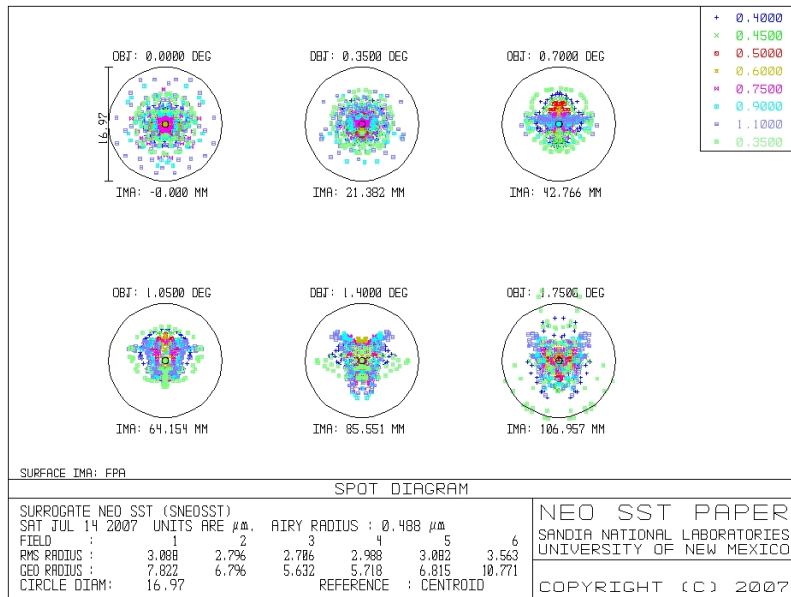 + 0.4000
× 0.4500
0.5000
0.6000
0.7500
0.9000
1.1000
0.3500
OBJ: 0.0000 DEG
OBJ: 0.3500 DEG
OBJ: 0.7000 DEG
16.97
IMA: -0.000 MM
IMA: 21.382 MM
IMA: 42.766 MM
OBJ: 1.0500 DEG
OBJ: 1.4000 DEG
OBJ: 1.7500 DEG
IMA: 64.154 MM
IMA: 85.551 MM
IMA: 106.957 MM
SURFACE IMA: FPA
SPOT DIAGRAM
SURROGATE NEO SST (SNEOSST)
SAT JUL 14 2007 UNITS ARE µm. AIRY RADIUS : 0.488 µm
FIELD : 1 2 3 4 5 6
RMS RADIUS : 3.088 2.796 2.786 2.988 3.082 3.563
GEO RADIUS : 7.822 6.796 5.632 5.718 6.815 10.771
CIRCLE DIAM: 16.97 REFERENCE : CENTROID
NEO SST PAPER
SANDIA NATIONAL LABORATORIES
UNIVERSITY OF NEW MEXICO
COPYRIGHT (C) 2007